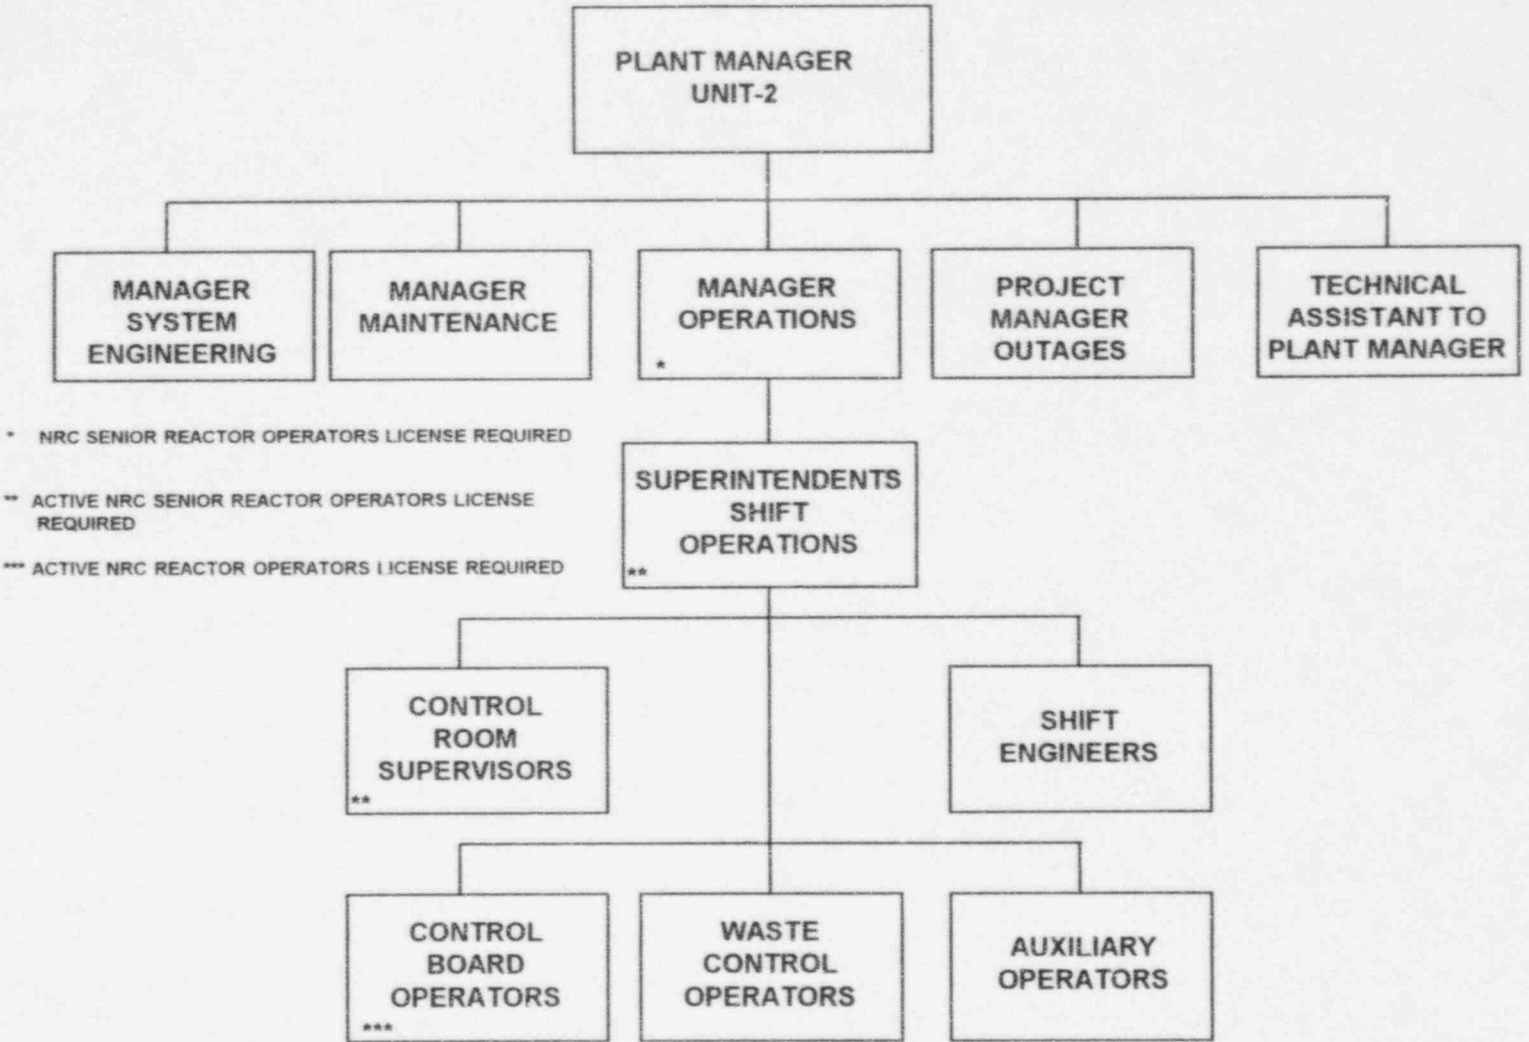 PLANT MANAGER
UNIT-2
MANAGER
SYSTEM
ENGINEERING
MANAGER
MAINTENANCE
MANAGER
OPERATIONS
*
PROJECT
MANAGER
OUTAGES
TECHNICAL
ASSISTANT TO
PLANT MANAGER
* NRC SENIOR REACTOR OPERATORS LICENSE REQUIRED
** ACTIVE NRC SENIOR REACTOR OPERATORS LICENSE
REQUIRED
*** ACTIVE NRC REACTOR OPERATORS LICENSE REQUIRED
SUPERINTENDENTS
SHIFT
OPERATIONS
**
CONTROL
ROOM
SUPERVISORS
**
SHIFT
ENGINEERS
CONTROL
BOARD
OPERATORS
***
WASTE
CONTROL
OPERATORS
AUXILIARY
OPERATORS